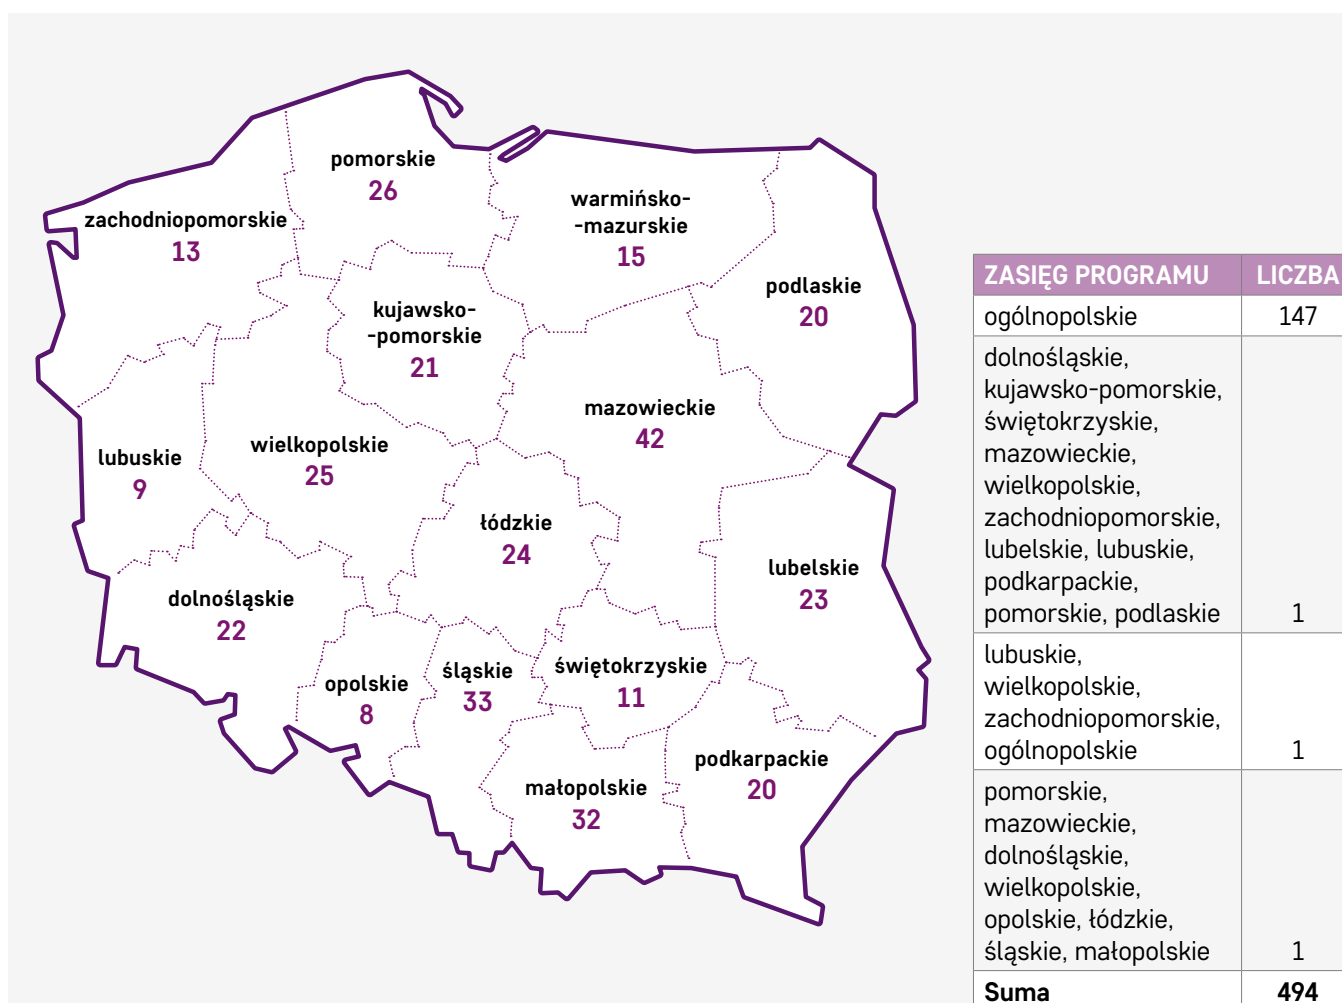 pomorskie
26
zachodniopomorskie
13
warmińsko-
-mazurskie
15
podlaskie
20
kujawsko-
-pomorskie
21
mazowieckie
42
lubuskie
9
wielkopolskie
25
łódzkie
24
lubelskie
23
dolnośląskie
22
opolskie
8
śląskie
33
świętokrzyskie
11
małopolskie
32
podkarpackie
20
ZASIĘG PROGRAMU LICZBA
ogólnopolskie 147
dolnośląskie,
kujawsko-pomorskie,
świętokrzyskie,
mazowieckie,
wielkopolskie,
zachodniopomorskie,
lubelskie, lubuskie,
podkarpackie,
pomorskie, podlaskie 1
lubuskie,
wielkopolskie,
zachodniopomorskie,
ogólnopolskie 1
pomorskie,
mazowieckie,
dolnośląskie,
wielkopolskie,
opolskie, łódzkie,
śląskie, małopolskie 1
Suma 494